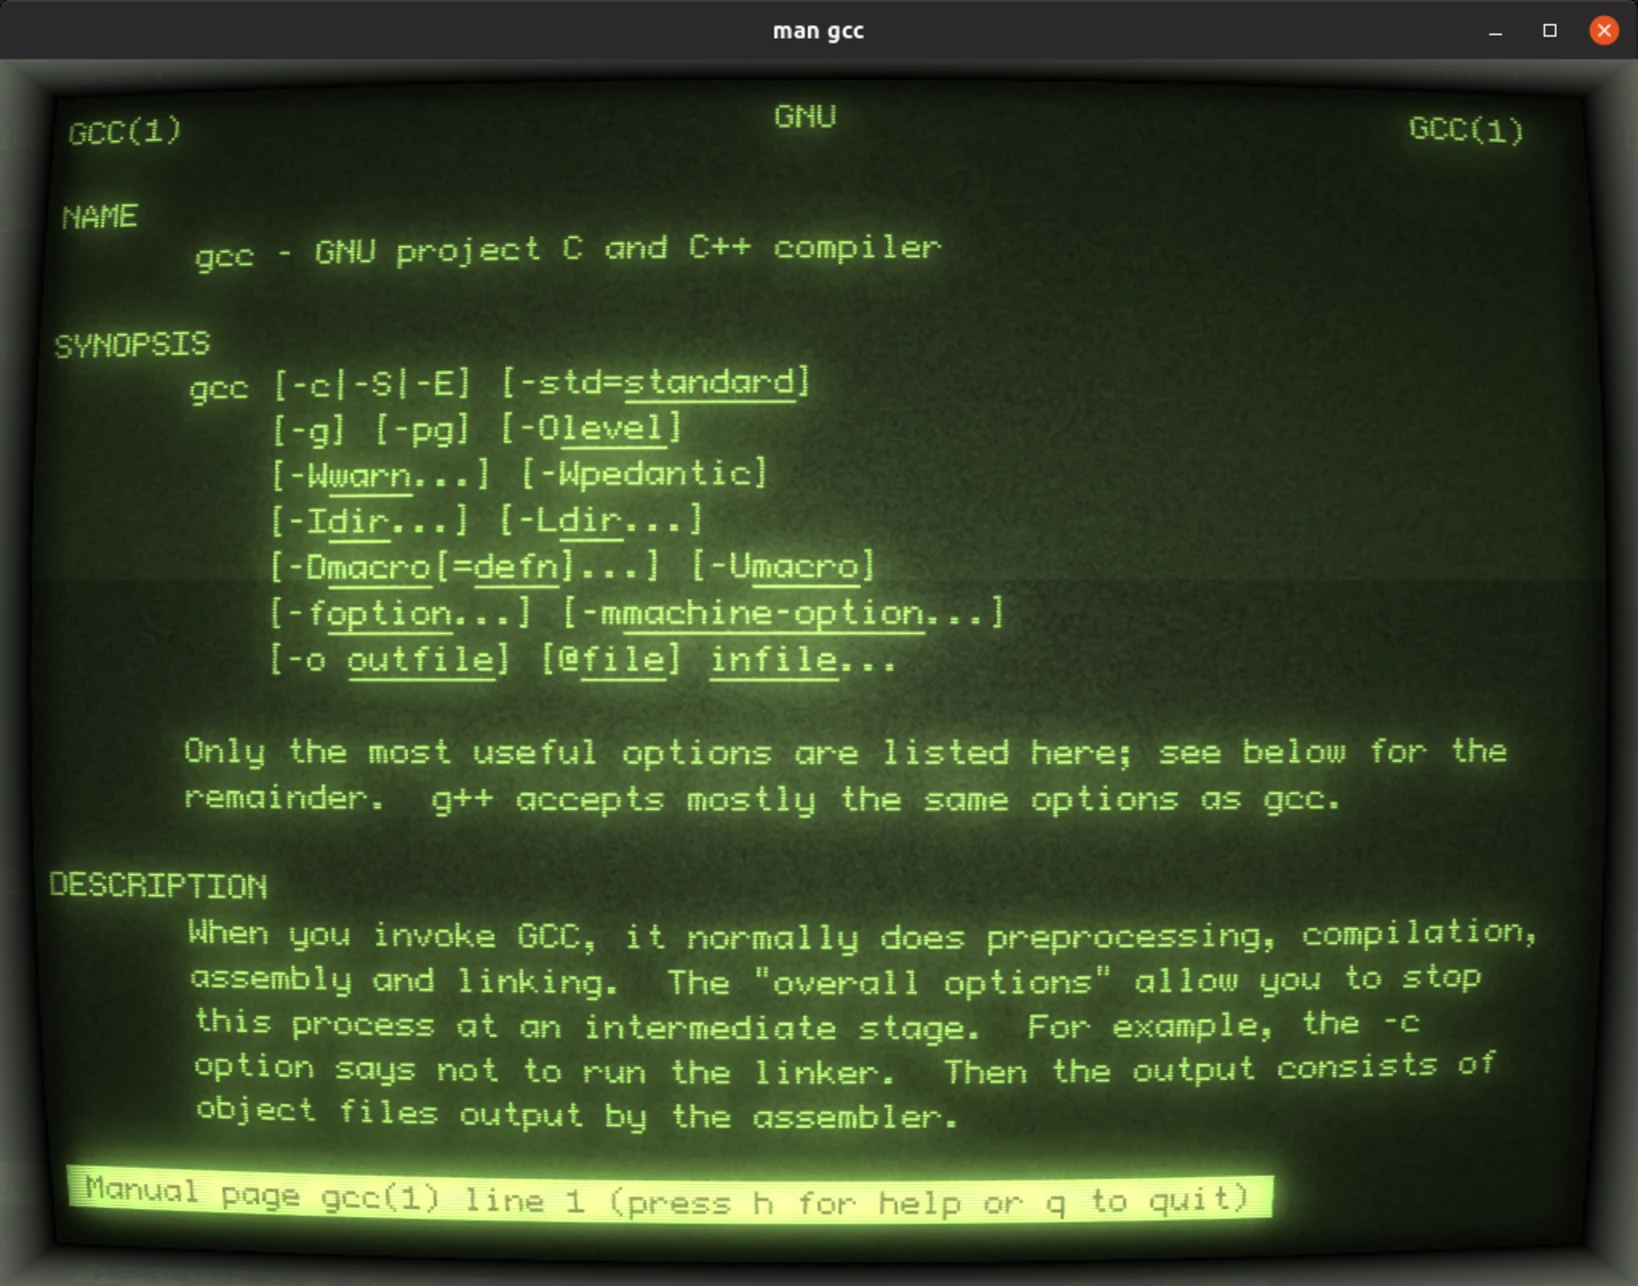 man gcc
GCC(1) GNU GCC(1)
NAME
gcc - GNU project C and C++ compiler
SYNOPSIS
gcc [-c|-S|-E] [-std=standard]
[-g] [-pg] [-Olevel]
[-Wwarn...] [-Wpedantic]
[-Idir...] [-Ldir...]
[-Dmacro[=defn]...] [-Umacro]
[-foption...] [-mmachine-option...]
[-o outfile] [@file] infile...
Only the most useful options are listed here; see below for the
remainder.  g++ accepts mostly the same options as gcc.
DESCRIPTION
When you invoke GCC, it normally does preprocessing, compilation,
assembly and linking.  The "overall options" allow you to stop
this process at an intermediate stage.  For example, the -c
option says not to run the linker.  Then the output consists of
object files output by the assembler.
Manual page gcc(1) line 1 (press h for help or q to quit)